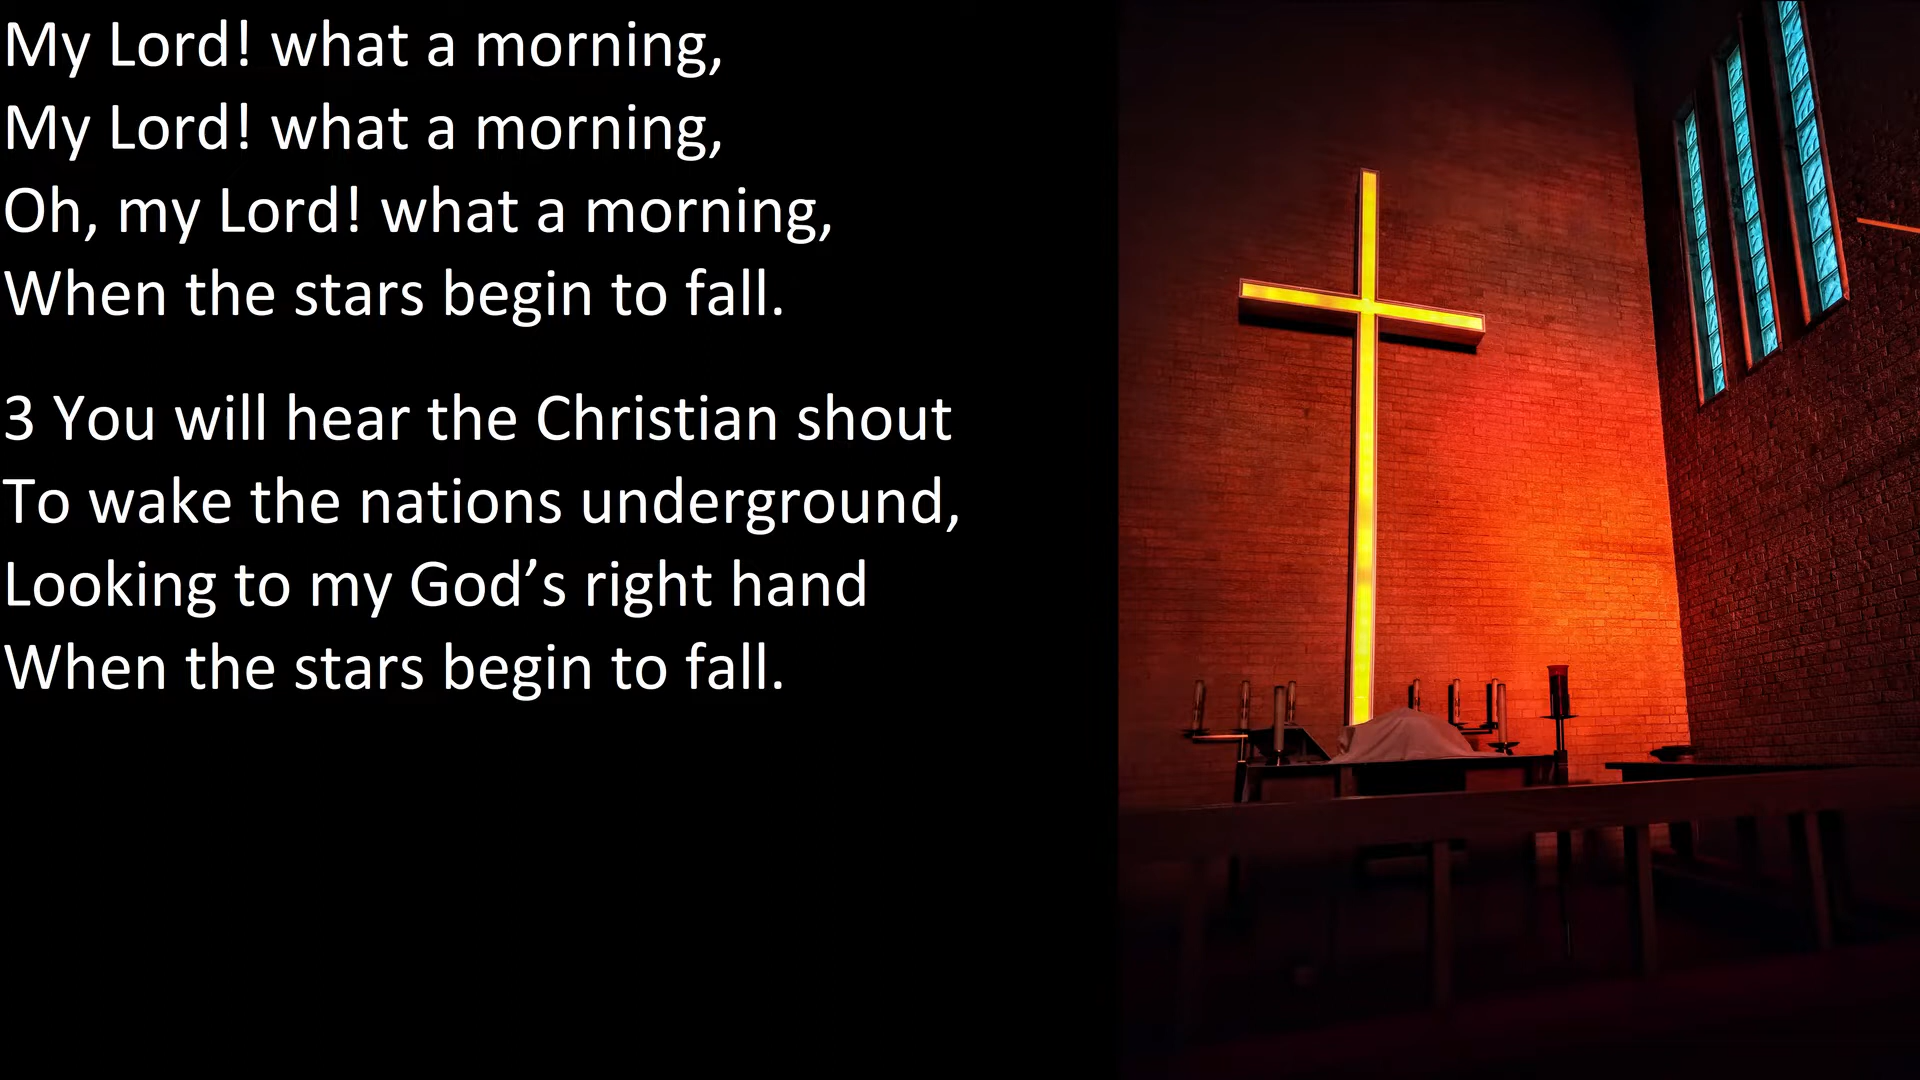 My Lord! what a morning,
My Lord! what a morning,
Oh, my Lord! what a morning,
When the stars begin to fall.
3 You will hear the Christian shout
To wake the nations underground,
Looking to my God’s right hand
When the stars begin to fall.